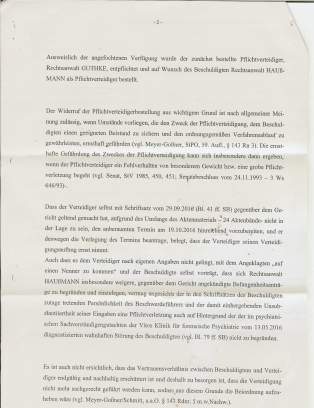 - 2 -
Ausweislich der angefochtenen Verfügung wurde der zunächst bestellte Pflichtverteidiger,
Rechtsanwalt GUTHKE, entpflichtet und auf Wunsch des Beschuldigten Rechtsanwalt HAUß-
MANN als Pflichtverteidiger bestellt.
Der Widerruf der Pflichtverteidigerbestellung aus wichtigem Grund ist nach allgemeiner Mei-
nung zulässig, wenn Umstände vorliegen, die den Zweck der Pflichtverteidigung, dem Beschul-
digten einen geeigneten Beistand zu sichern und den ordnungsgemäßen Verfahrensablauf zu
gewährleisten, ernsthaft gefährden (vgl. Meyer-Goßner, StPO, 59. Aufl., § 143 Rn 3). Die ernst-
hafte Gefährdung des Zweckes der Pflichtverteidigung kann sich insbesondere dann ergeben,
wenn der Pflichtverteidiger ein Fehlverhalten von besonderem Gewicht bzw. eine grobe Pflicht-
verletzung begeht (vgl. Senat, StV 1985, 450, 451; Senatsbeschluss vom 24.11.1993 – 3 Ws
646/93).
Dass der Verteidiger selbst mit Schriftsatz vom 29.09.2016 (Bl. 41 ff. SB) gegenüber dem Ge-
richt geltend gemacht hat, aufgrund des Umfangs des Aktenmaterials - 24 Aktenbände- nicht in
der Lage zu sein, den anberaumten Termin am 19.10.2016 hinreichend vorzubereiten, und er
deswegen die Verlegung des Termins beantrage, belegt, dass der Verteidiger seinen Verteidi-
gungsauftrag ernst nimmt.
Auch dass es dem Verteidiger nach eigenen Angaben nicht gelingt, mit dem Angeklagten „auf
einen Nenner zu kommen“ und der Beschuldigte selbst vorträgt, dass sich Rechtsanwalt
HAUßMANN insbesondere weigere, gegenüber dem Gericht angekündigte Befangenheitsanträ-
ge zu begründen und einzulegen, vermag angesichts der in den Schriftsätzen der Beschuldigten
zutage tretenden Persönlichkeit des Beschwerdeführers und der damit einhergehenden Unsub-
stantiiertheit seiner Eingaben eine Pflichtverletzung auch auf Hintergrund der der im psychiatri-
schen Sachverständigengutachten der Vitos Klinik für forensische Psychiatrie vom 13.05.2016
diagnostizierten wahnhaften Störung des Beschuldigten (vgl. Bl. 79 ff. SB) nicht zu begründen.
Es ist auch nicht ersichtlich, dass das Vertrauensverhältnis zwischen Beschuldigten und Vertei-
diger endgültig und nachhaltig erschüttert ist und deshalb zu besorgen ist, dass die Verteidigung
nicht mehr sachgerecht geführt werden kann, sodass aus diesem Grunde die Beiordnung aufzu-
heben wäre (vgl. Meyer-Goßner/Schmitt, a.a.O. § 143 Rdnr. 5 m.w.Nachw.).